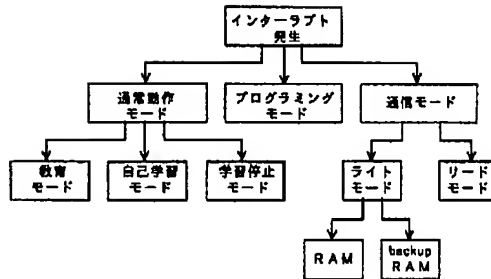 インターラプト
発生
通常動作
モード
プログラミング
モード
通信モード
教育
モード
自己学習
モード
学習停止
モード
ライト
モード
リード
モード
RAM
backup
RAM